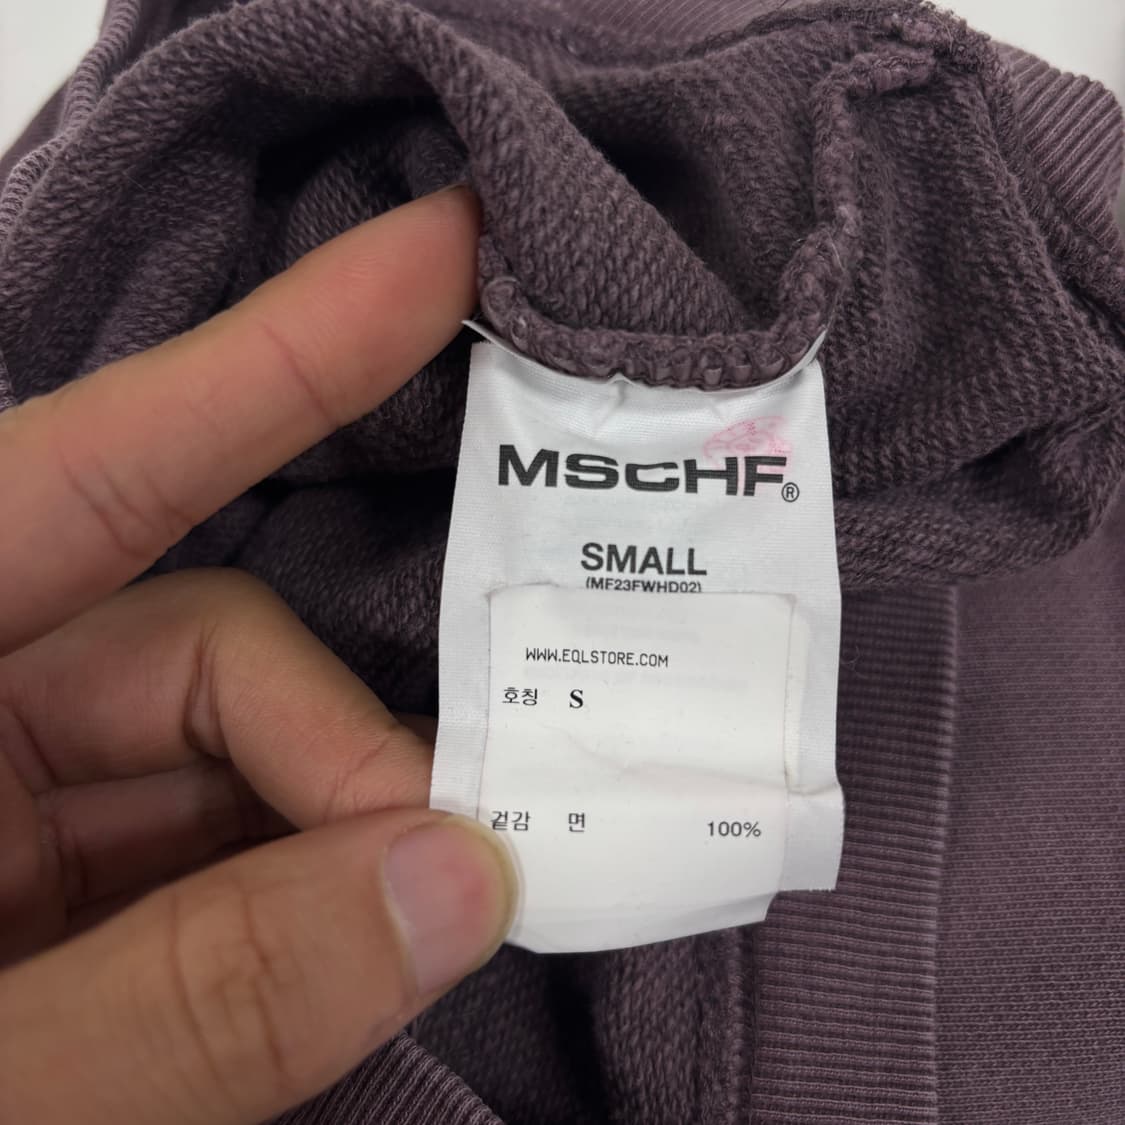 MSCHF®
SMALL
(MF23FWHD02)
WWW.EQLSTORE.COM
호칭 S
겉감 면 100%